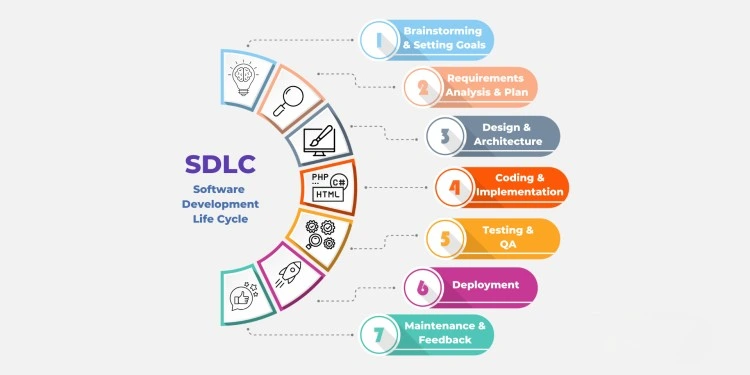 SDLC
Software
Development
Life Cycle
1
Brainstorming
& Setting Goals
2
Requirements
Analysis & Plan
3
Design &
Architecture
PHP
...
C#
HTML
4
Coding &
Implementation
5
Testing &
QA
6
Deployment
7
Maintenance &
Feedback